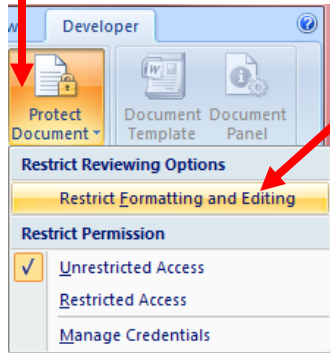 w Developer
Protect Document Document
Document Template Panel
Restrict Reviewing Options
Restrict Formatting and Editing
Restrict Permission
Unrestricted Access
Restricted Access
Manage Credentials